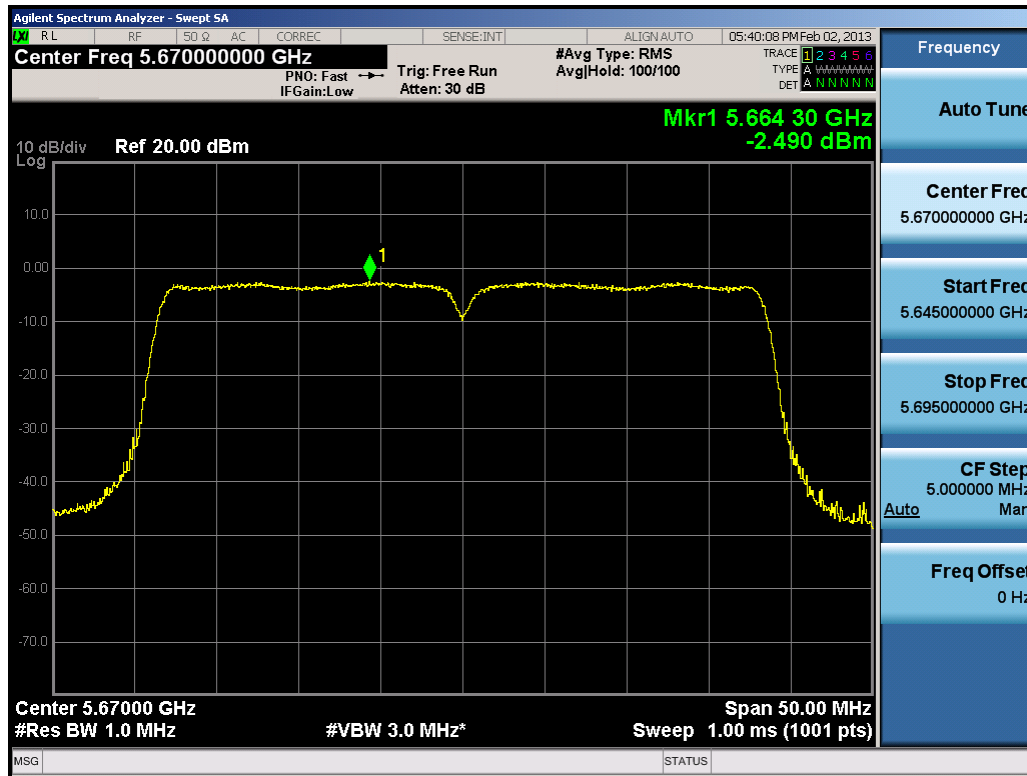 Agilent Spectrum Analyzer - Swept SA
LXI RL RF 50 Ω AC CORREC SENSE:INT ALIGN AUTO 05:40:08 PM Feb 02, 2013
Center Freq 5.670000000 GHz
PNO: Fast
IFGain:Low
Trig: Free Run
Atten: 30 dB
#Avg Type: RMS
Avg|Hold: 100/100
TRACE 1 2 3 4 5 6
TYPE A WWWWW
DET A N N N N N
Frequency
Auto Tune
Center Freq
5.670000000 GHz
Start Freq
5.645000000 GHz
Stop Freq
5.695000000 GHz
CF Step
5.000000 MHz
Auto Man
Freq Offset
0 Hz
Mkr1 5.664 30 GHz
-2.490 dBm
10 dB/div Ref 20.00 dBm
Log
1
10.0
0.00
-10.0
-20.0
-30.0
-40.0
-50.0
-60.0
-70.0
Center 5.67000 GHz Span 50.00 MHz
#Res BW 1.0 MHz #VBW 3.0 MHz* Sweep 1.00 ms (1001 pts)
MSG STATUS